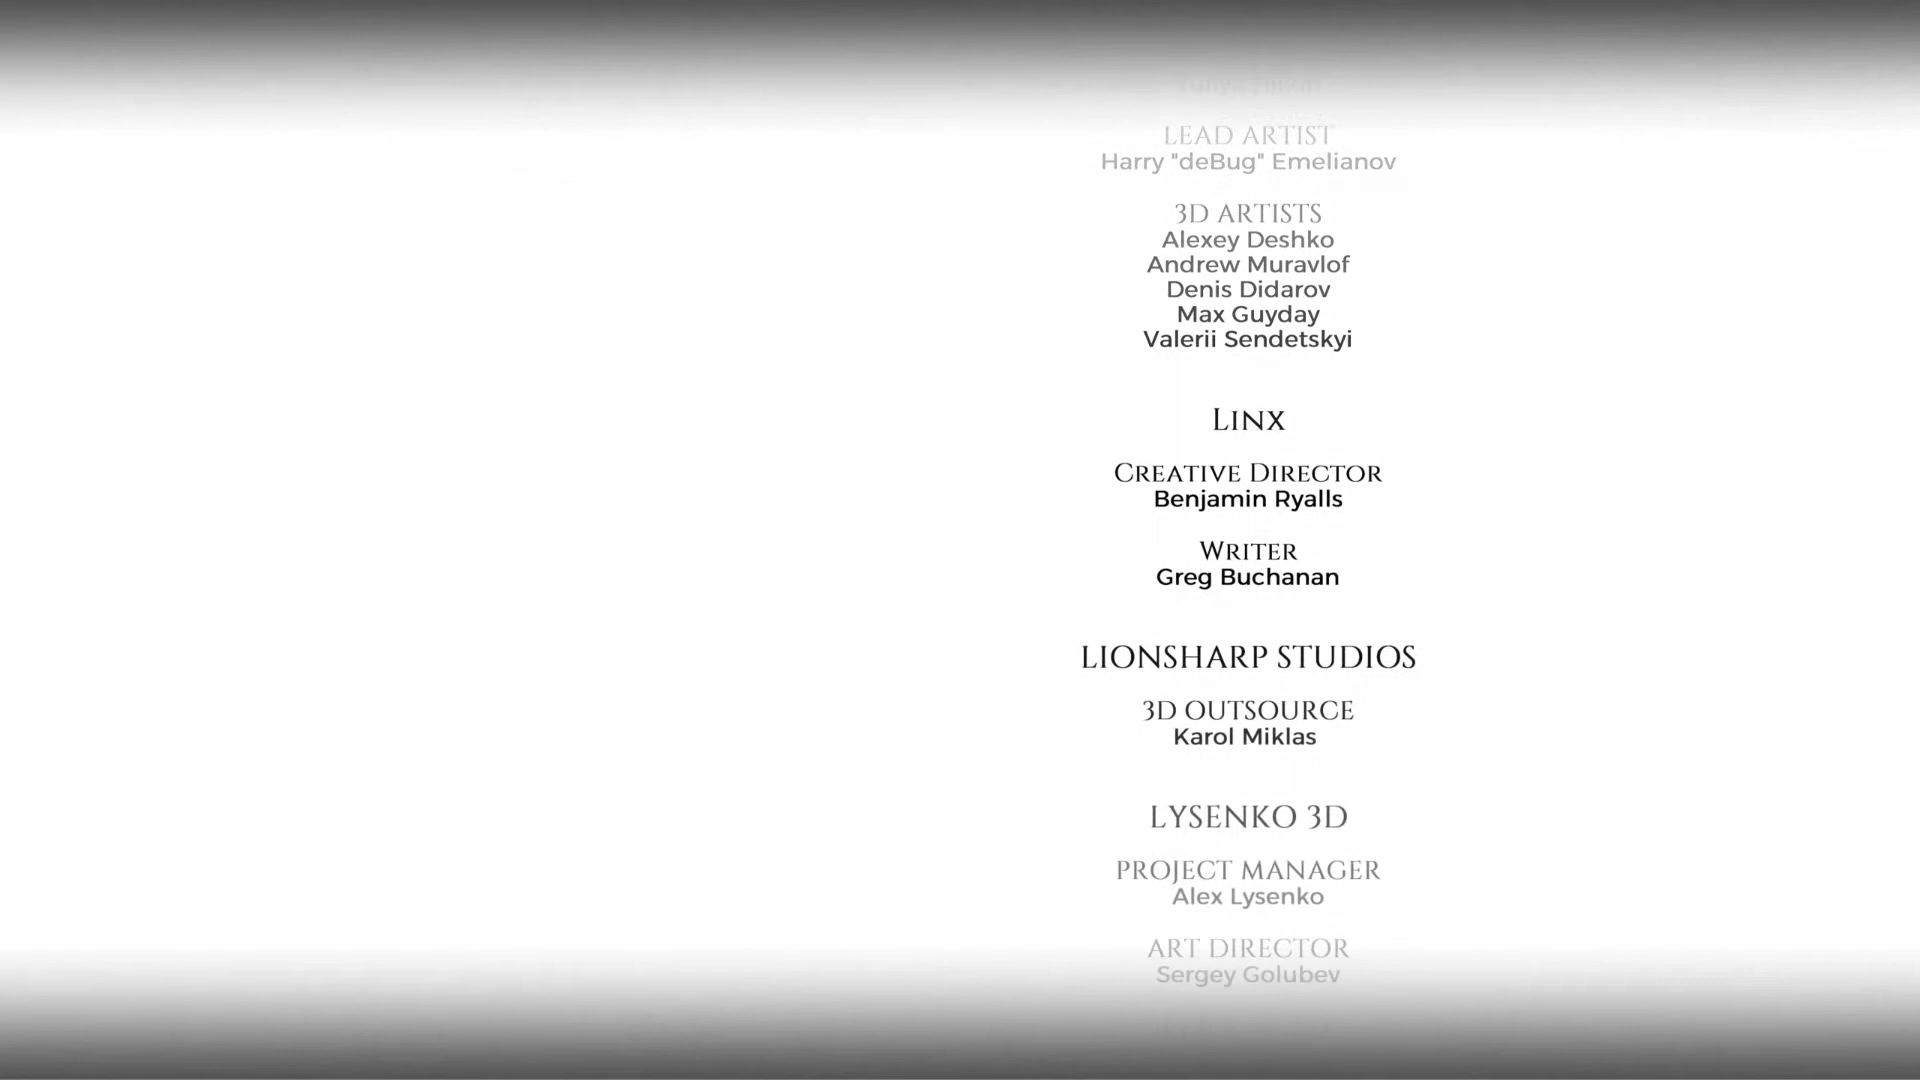 LEAD ARTIST
Harry "deBug" Emelianov
3D ARTISTS
Alexey Deshko
Andrew Muravlof
Denis Didarov
Max Guyday
Valerii Sendetskyi
LINX
CREATIVE DIRECTOR
Benjamin Ryalls
WRITER
Greg Buchanan
LIONSHARP STUDIOS
3D OUTSOURCE
Karol Miklas
LYSENKO 3D
PROJECT MANAGER
Alex Lysenko
ART DIRECTOR
Sergey Golubev